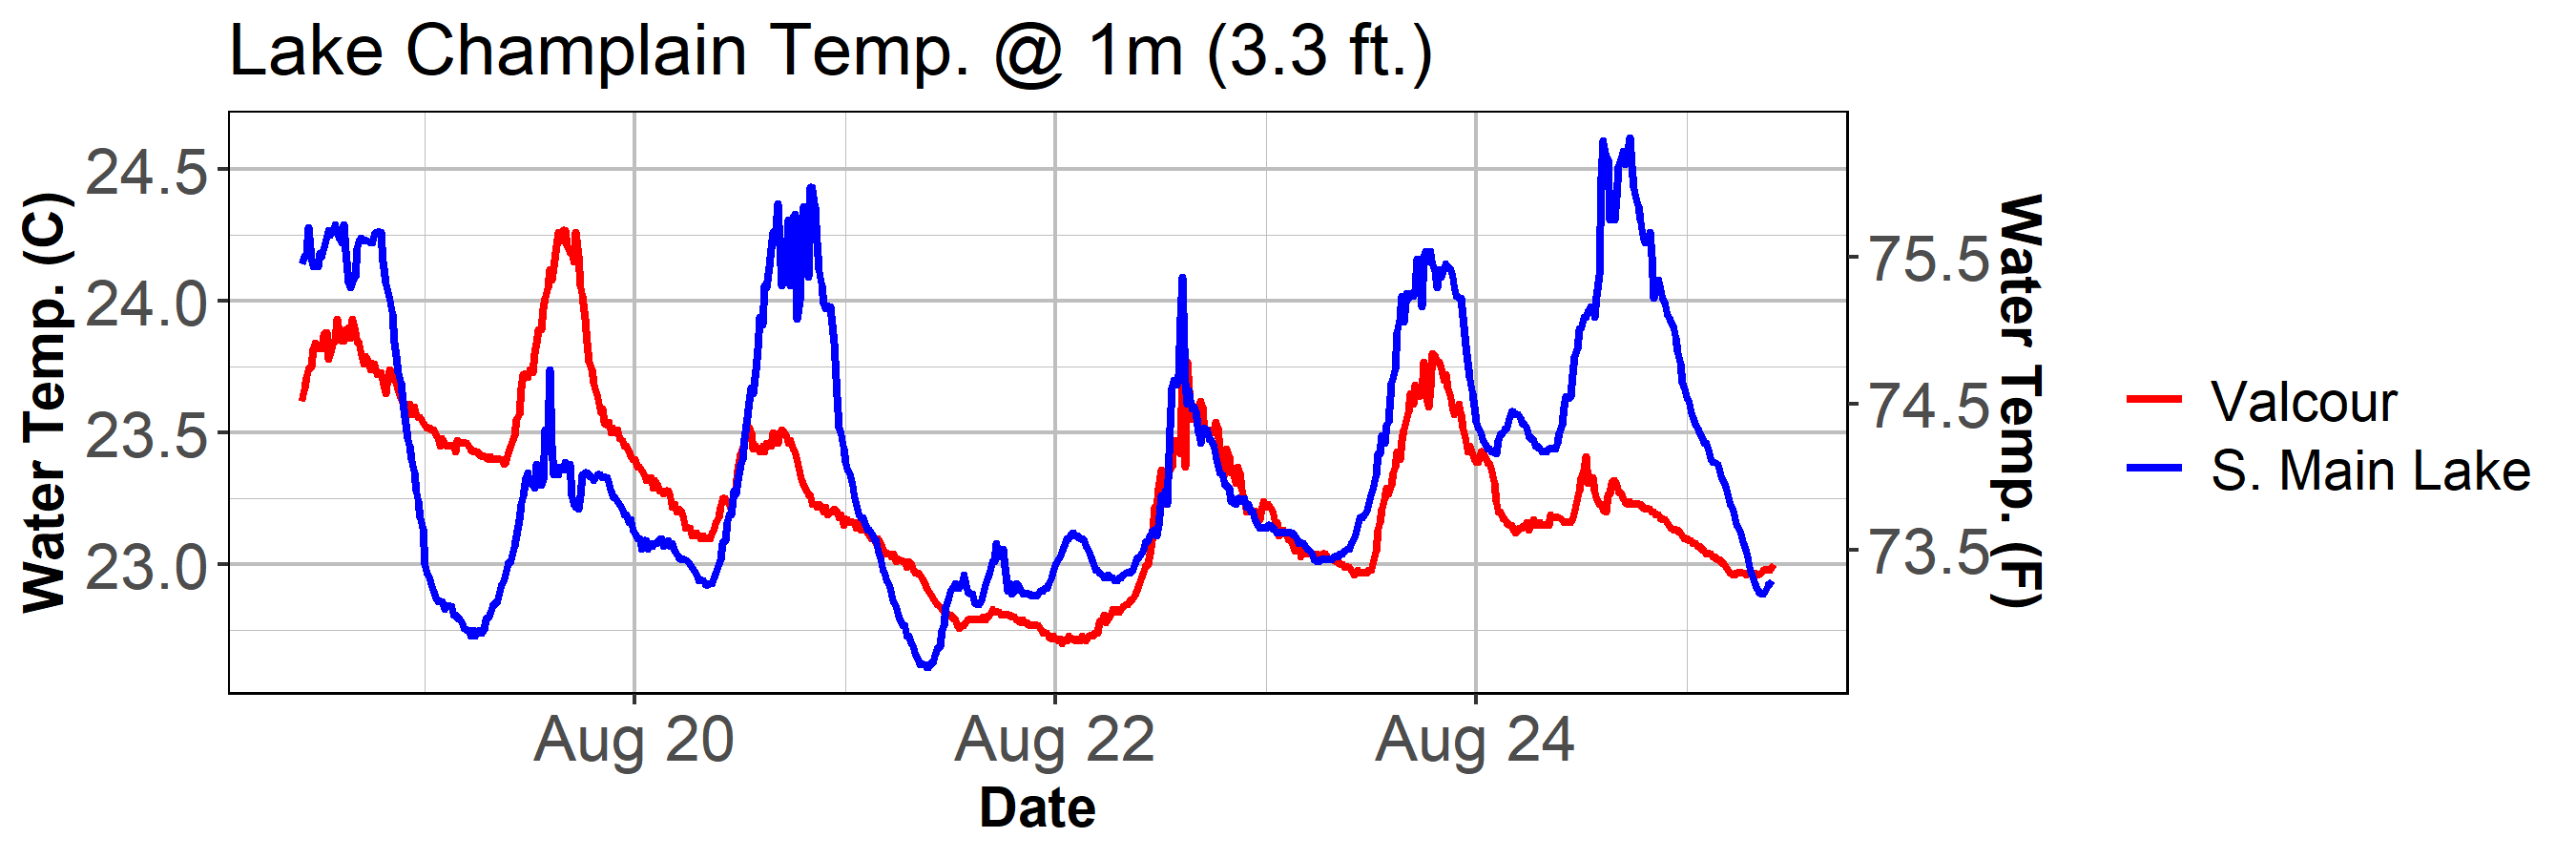 Lake Champlain Temp. @ 1m (3.3 ft.)
Water Temp. (C)
24.5
24.0
23.5
23.0
75.5
74.5
73.5
Water Temp. (F)
Valcour
S. Main Lake
Aug 20
Aug 22
Aug 24
Date